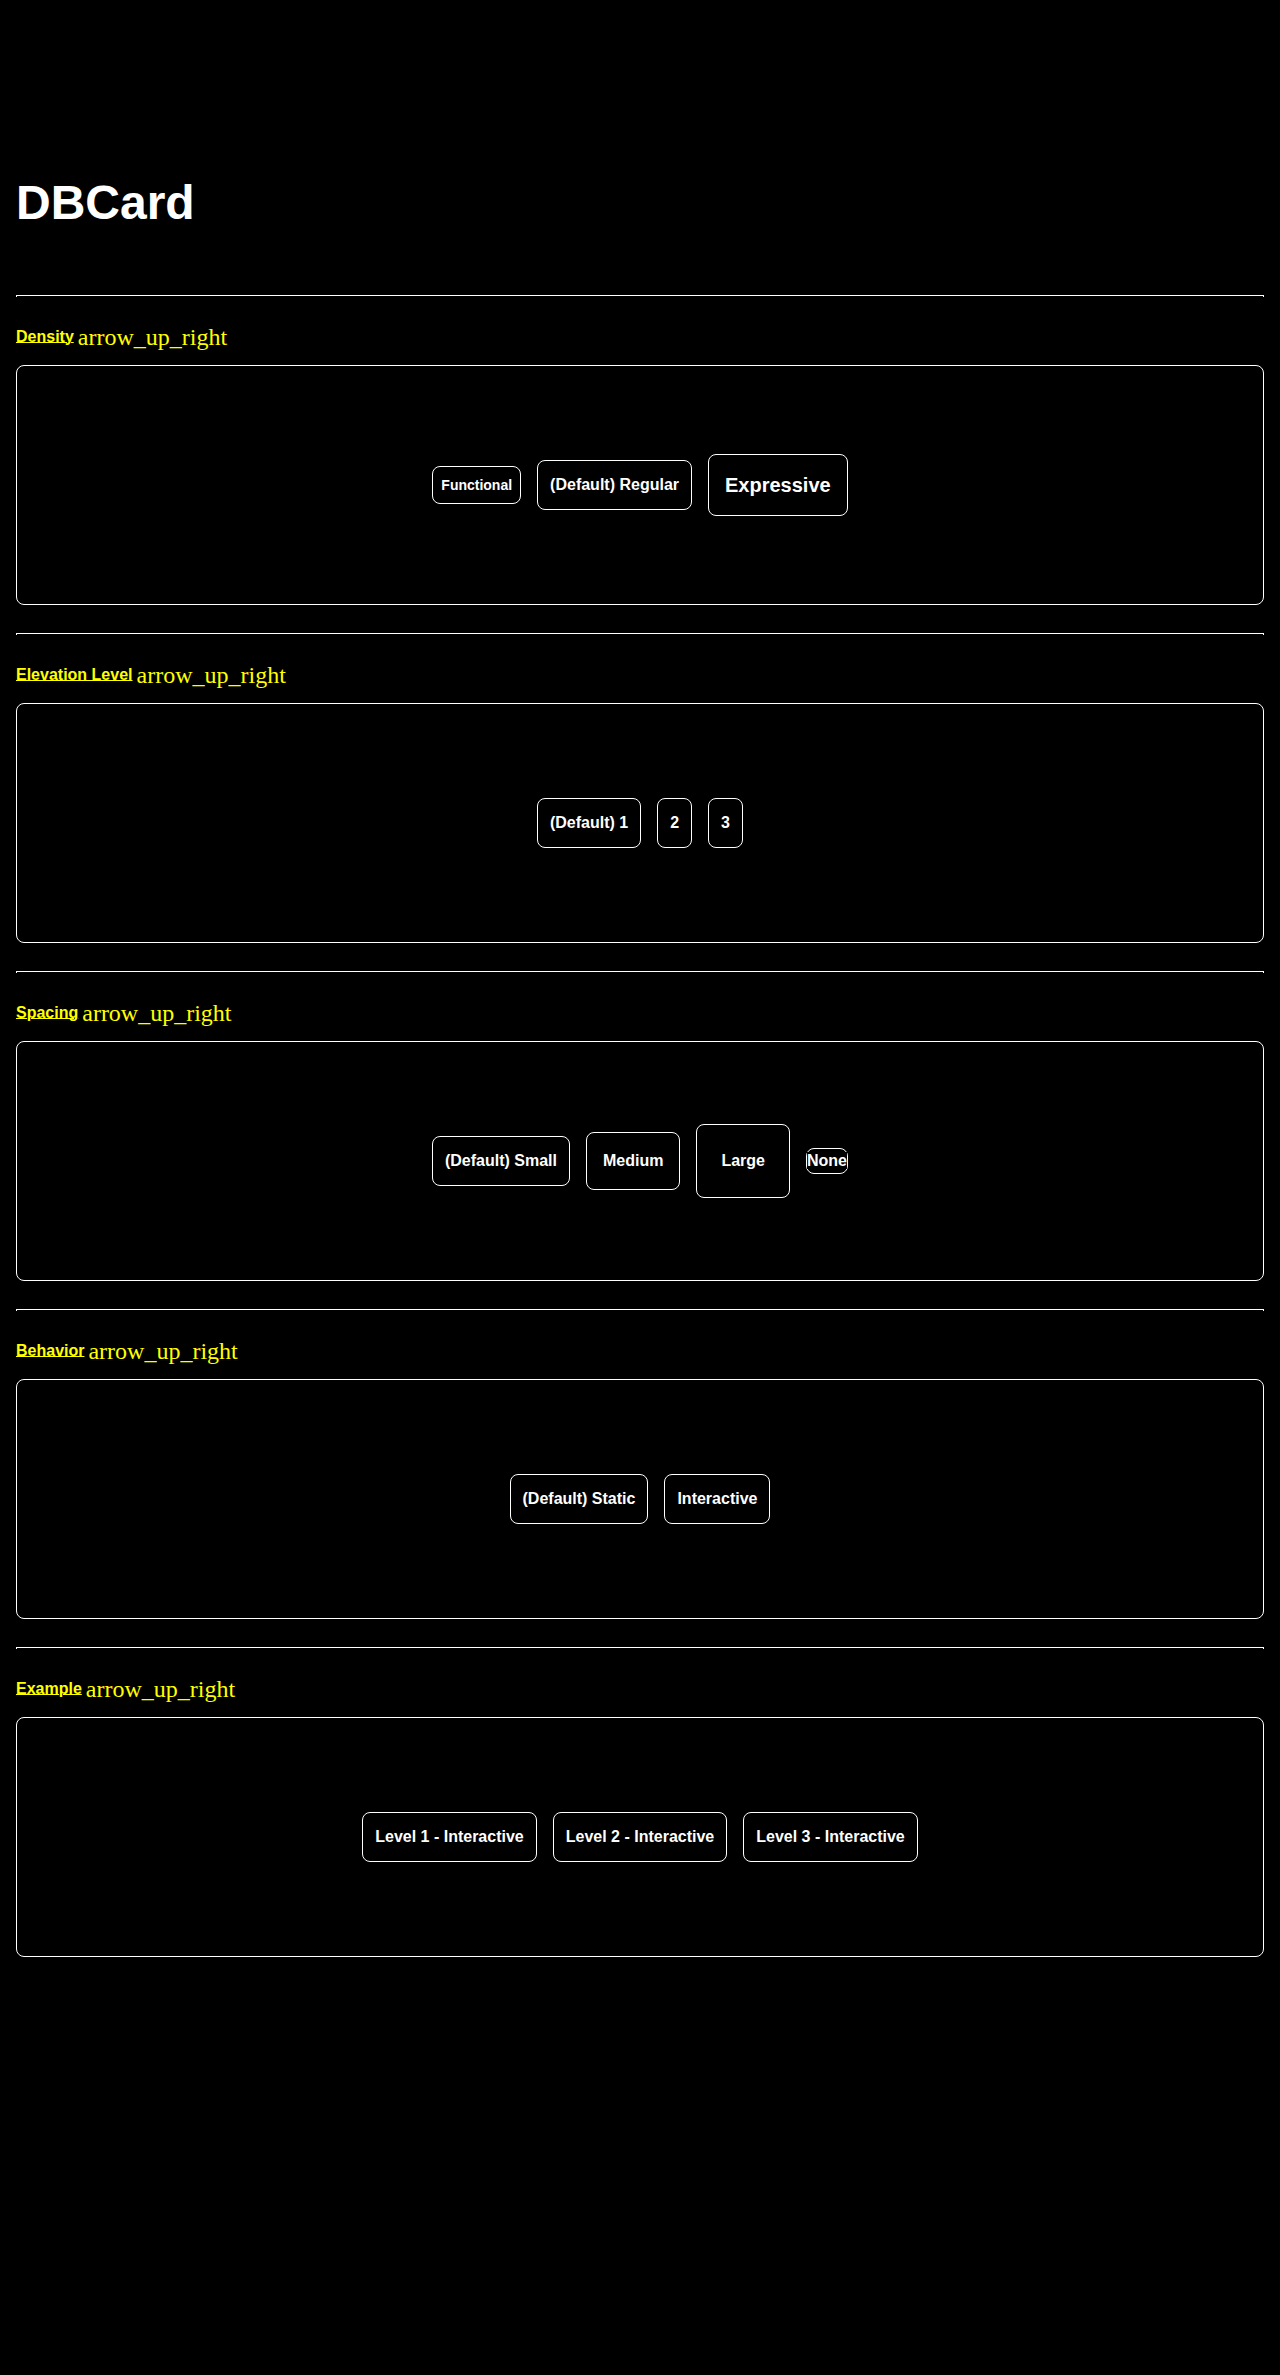 DBCard
Density arrow_up_right
Functional (Default) Regular Expressive
Elevation Level arrow_up_right
(Default) 1 2 3
Spacing arrow_up_right
(Default) Small Medium Large None
Behavior arrow_up_right
(Default) Static Interactive
Example arrow_up_right
Level 1 - Interactive Level 2 - Interactive Level 3 - Interactive